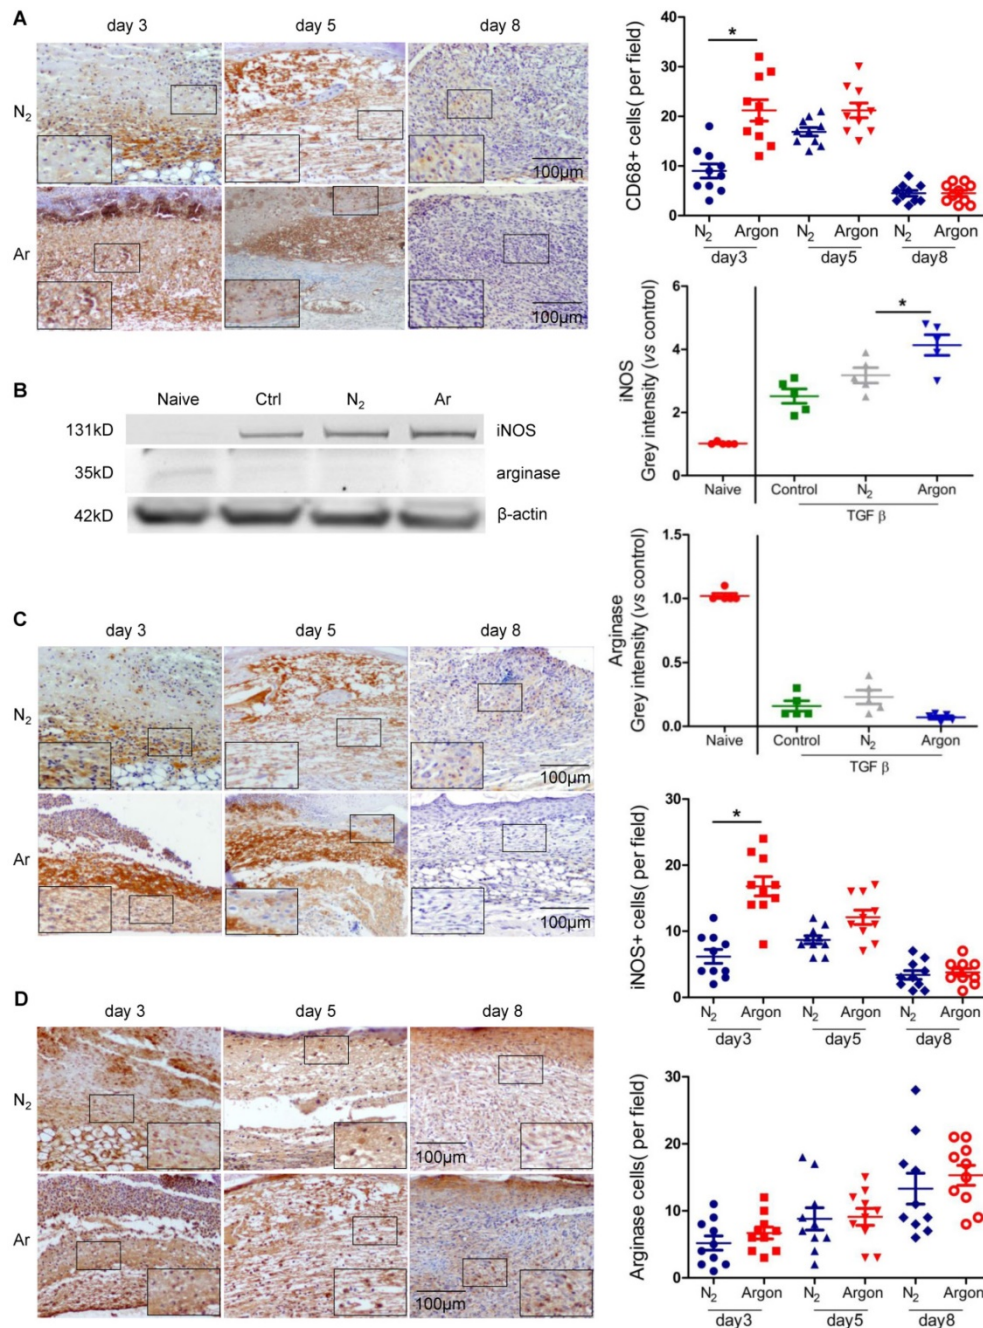 A
day 3 day 5 day 8
N2
100µm
Ar
100µm
B
Naive Ctrl N2 Ar
131kD iNOS
35kD arginase
42kD β-actin
C
day 3 day 5 day 8
N2
100µm
Ar
100µm
D
day 3 day 5 day 8
N2
100µm
Ar
100µm
CD68+ cells( per field)
40
30
20
10
0
*
N2 Argon N2 Argon N2 Argon
day3 day5 day8
iNOS
Grey intensity (vs control)
6
4
2
0
*
Naive Control N2 Argon
TGF β
Arginase
Grey intensity (vs control)
1.5
1.0
0.5
0.0
Naive Control N2 Argon
TGF β
iNOS+ cells( per field)
30
20
10
0
*
N2 Argon N2 Argon N2 Argon
day3 day5 day8
Arginase cells( per field)
30
20
10
0
N2 Argon N2 Argon N2 Argon
day3 day5 day8